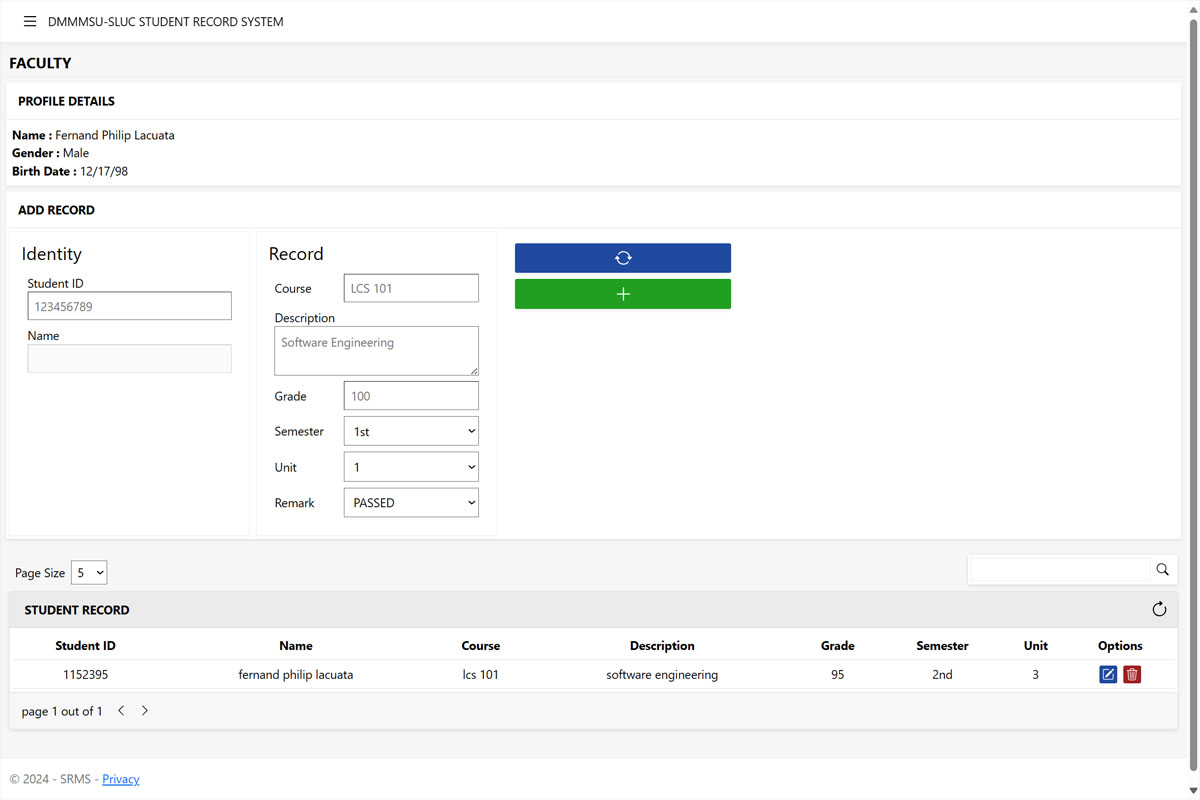 DMMMSU-SLUC STUDENT RECORD SYSTEM
FACULTY
PROFILE DETAILS
Name : Fernand Philip Lacuata
Gender : Male
Birth Date : 12/17/98
ADD RECORD
Identity
Student ID
123456789
Name
Record
Course LCS 101
Description
Software Engineering
Grade 100
Semester 1st
Unit 1
Remark PASSED
Page Size 5
STUDENT RECORD
Student ID Name Course Description Grade Semester Unit Options
1152395 fernand philip lacuata lcs 101 software engineering 95 2nd 3
page 1 out of 1
© 2024 - SRMS - Privacy